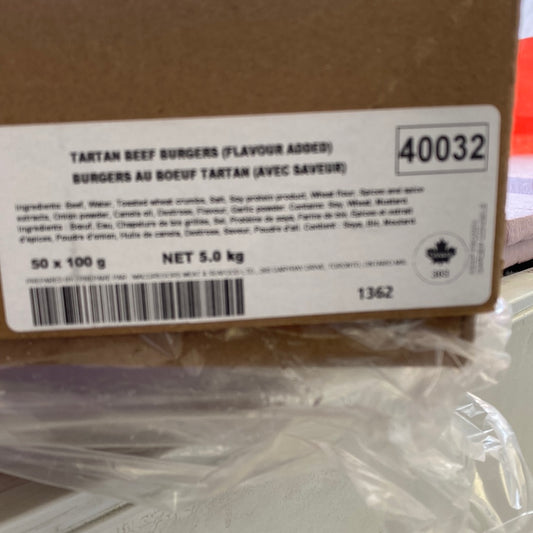 TARTAN BEEF BURGERS (FLAVOUR ADDED)
BURGERS AU BOEUF TARTAN (AVEC SAVEUR)
40032
Ingredients: Beef, Water, Toasted wheat crumbs, Salt, Soy protein product, Wheat flour, Spices and spice
extracts, Onion powder, Canola oil, Dextrose, Flavour, Garlic powder. Contains: Soy, Wheat, Mustard.
Ingrédients: Boeuf, Eau, Chapelure de blé grillée, Sel, Protéine de soya, Farine de blé, Épices et extrait
d'épices, Poudre d'oignon, Huile de canola, Dextrose, Saveur, Poudre d'ail. Contient: Soya, Blé, Moutarde
50 x 100 g NET 5.0 kg
1362